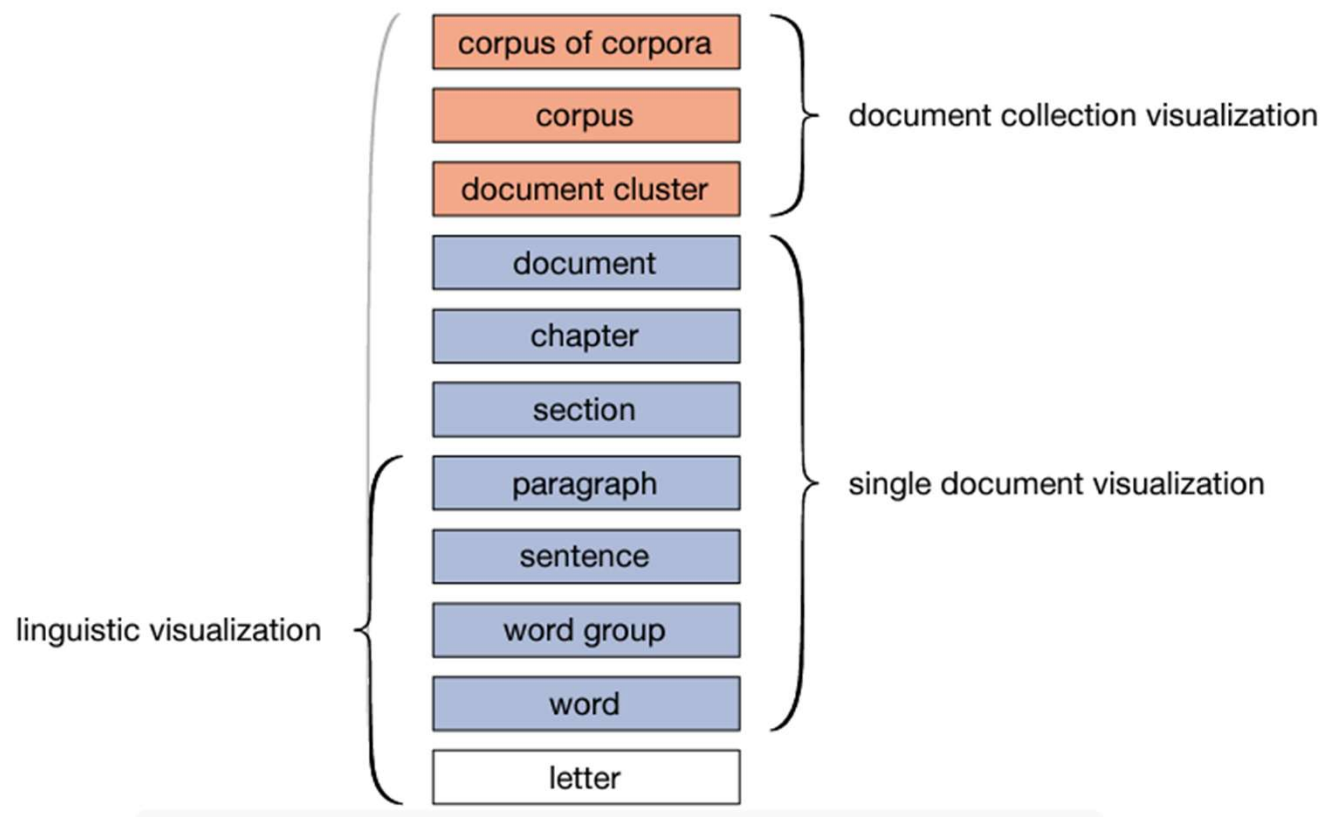 corpus of corpora
corpus
document collection visualization
document cluster
document
chapter
section
paragraph
single document visualization
sentence
word group
linguistic visualization
word
letter